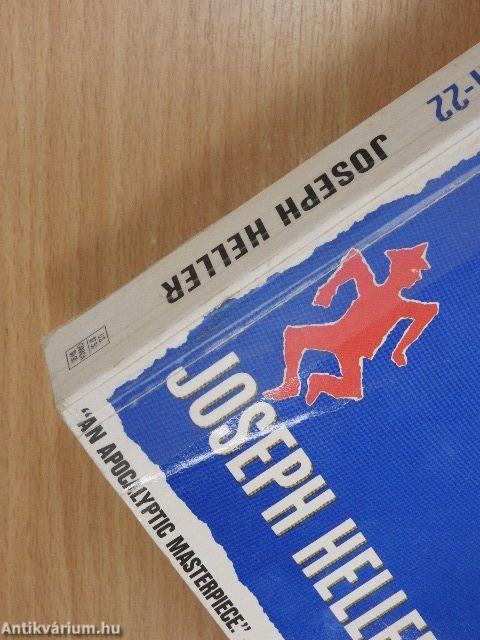 -22
JOSEPH HELLER
JOSEPH HELLE
“AN APOCALYPTIC MASTERPIECE.”
Antikvárium.hu